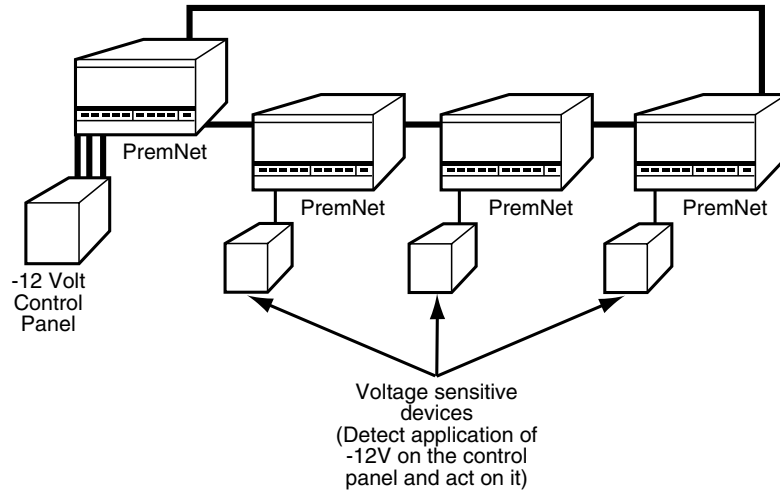 PremNet
PremNet
PremNet
PremNet
-12 Volt
Control
Panel
Voltage sensitive
devices
(Detect application of
-12V on the control
panel and act on it)